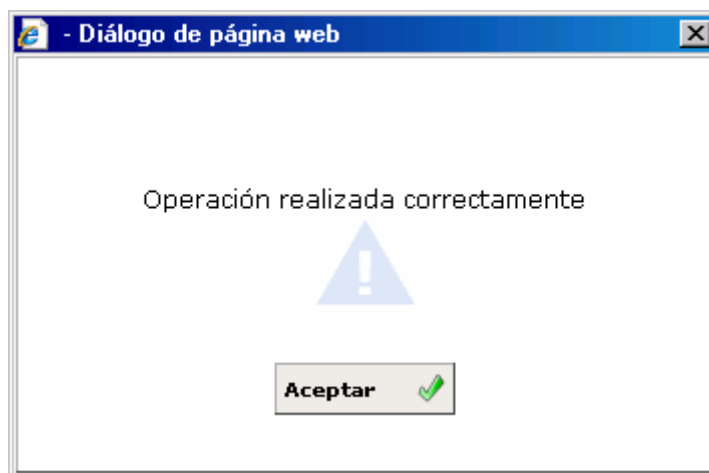 - Diálogo de página web
Operación realizada correctamente
Aceptar